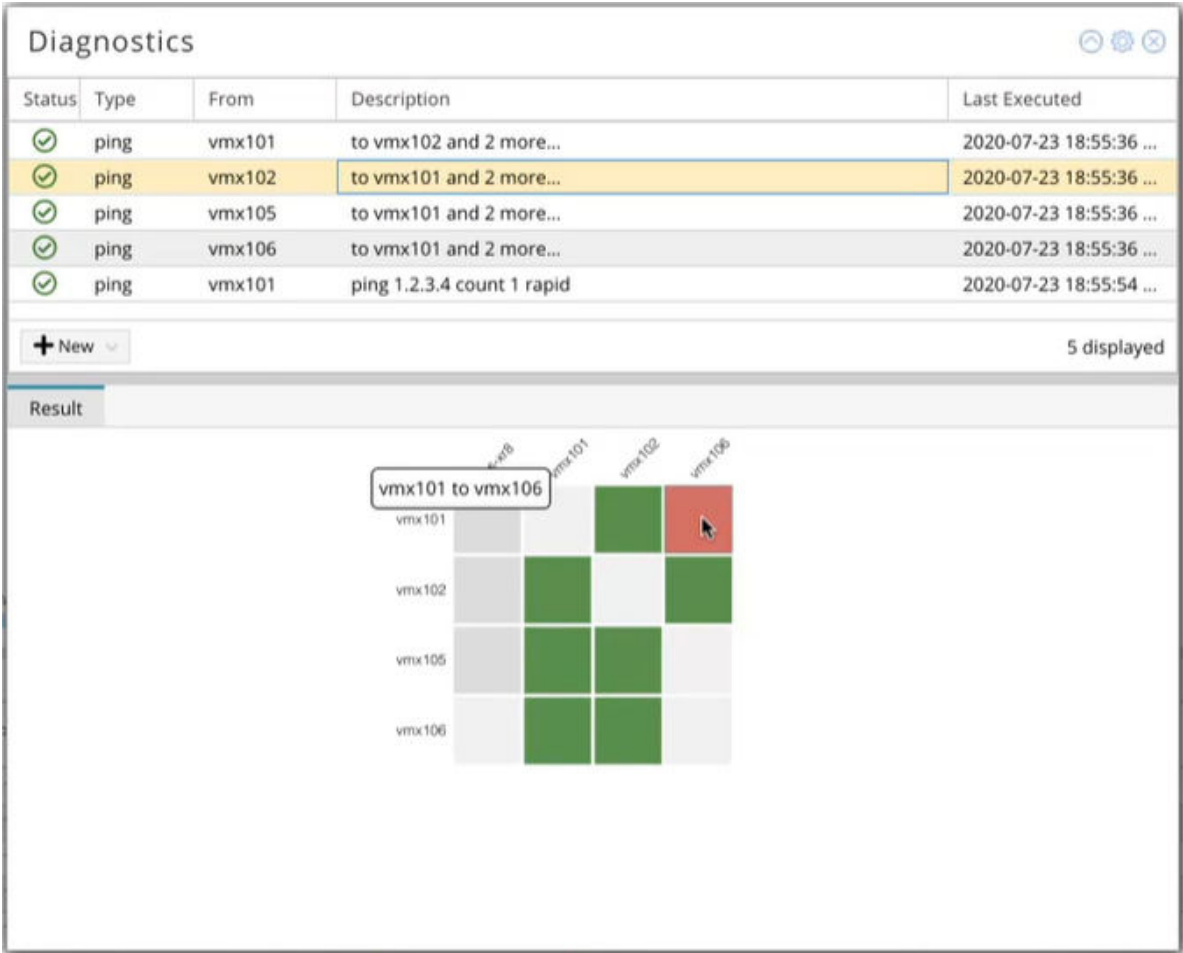 Diagnostics
Status Type From Description Last Executed
ping vmx101 to vmx102 and 2 more... 2020-07-23 18:55:36 ...
ping vmx102 to vmx101 and 2 more... 2020-07-23 18:55:36 ...
ping vmx105 to vmx101 and 2 more... 2020-07-23 18:55:36 ...
ping vmx106 to vmx101 and 2 more... 2020-07-23 18:55:36 ...
ping vmx101 ping 1.2.3.4 count 1 rapid 2020-07-23 18:55:54 ...
New 5 displayed
Result
vmx101 vmx102 vmx106
vmx101 to vmx106
vmx101
vmx102
vmx105
vmx106